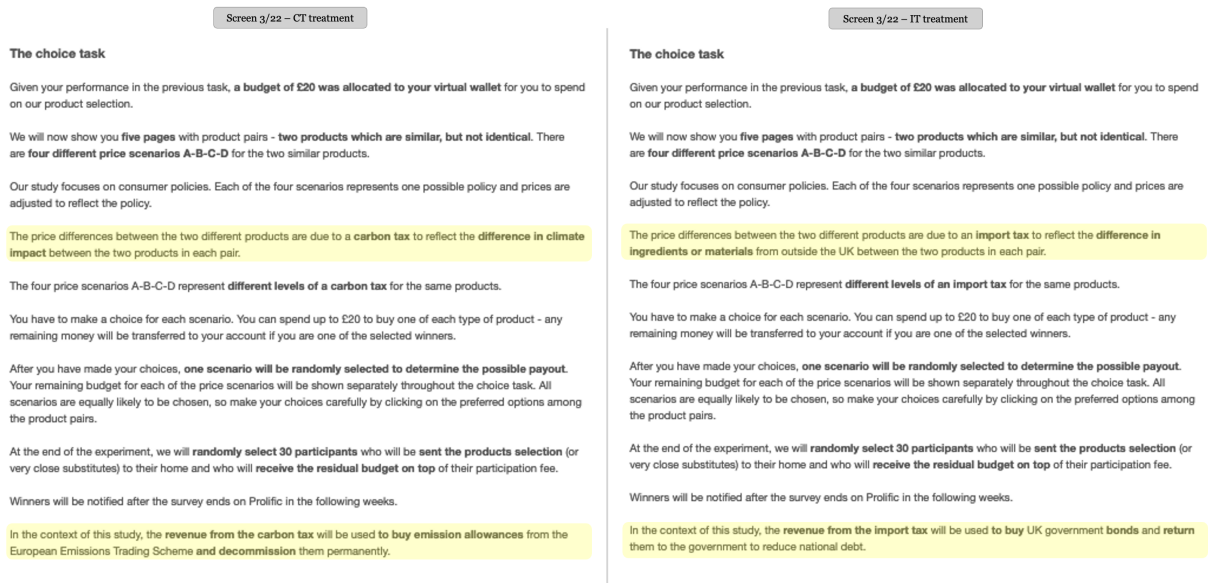 Screen 3/22 – CT treatment
The choice task
Given your performance in the previous task, a budget of £20 was allocated to your virtual wallet for you to spend
on our product selection.
We will now show you five pages with product pairs - two products which are similar, but not identical. There
are four different price scenarios A-B-C-D for the two similar products.
Our study focuses on consumer policies. Each of the four scenarios represents one possible policy and prices are
adjusted to reflect the policy.
The price differences between the two different products are due to a carbon tax to reflect the difference in climate
impact between the two products in each pair.
The four price scenarios A-B-C-D represent different levels of a carbon tax for the same products.
You have to make a choice for each scenario. You can spend up to £20 to buy one of each type of product - any
remaining money will be transferred to your account if you are one of the selected winners.
After you have made your choices, one scenario will be randomly selected to determine the possible payout.
Your remaining budget for each of the price scenarios will be shown separately throughout the choice task. All
scenarios are equally likely to be chosen, so make your choices carefully by clicking on the preferred options among
the product pairs.
At the end of the experiment, we will randomly select 30 participants who will be sent the products selection (or
very close substitutes) to their home and who will receive the residual budget on top of their participation fee.
Winners will be notified after the survey ends on Prolific in the following weeks.
In the context of this study, the revenue from the carbon tax will be used to buy emission allowances from the
European Emissions Trading Scheme and decommission them permanently.
Screen 3/22 – IT treatment
The choice task
Given your performance in the previous task, a budget of £20 was allocated to your virtual wallet for you to spend
on our product selection.
We will now show you five pages with product pairs - two products which are similar, but not identical. There
are four different price scenarios A-B-C-D for the two similar products.
Our study focuses on consumer policies. Each of the four scenarios represents one possible policy and prices are
adjusted to reflect the policy.
The price differences between the two different products are due to an import tax to reflect the difference in
ingredients or materials from outside the UK between the two products in each pair.
The four price scenarios A-B-C-D represent different levels of an import tax for the same products.
You have to make a choice for each scenario. You can spend up to £20 to buy one of each type of product - any
remaining money will be transferred to your account if you are one of the selected winners.
After you have made your choices, one scenario will be randomly selected to determine the possible payout.
Your remaining budget for each of the price scenarios will be shown separately throughout the choice task. All
scenarios are equally likely to be chosen, so make your choices carefully by clicking on the preferred options among
the product pairs.
At the end of the experiment, we will randomly select 30 participants who will be sent the products selection (or
very close substitutes) to their home and who will receive the residual budget on top of their participation fee.
Winners will be notified after the survey ends on Prolific in the following weeks.
In the context of this study, the revenue from the import tax will be used to buy UK government bonds and return
them to the government to reduce national debt.